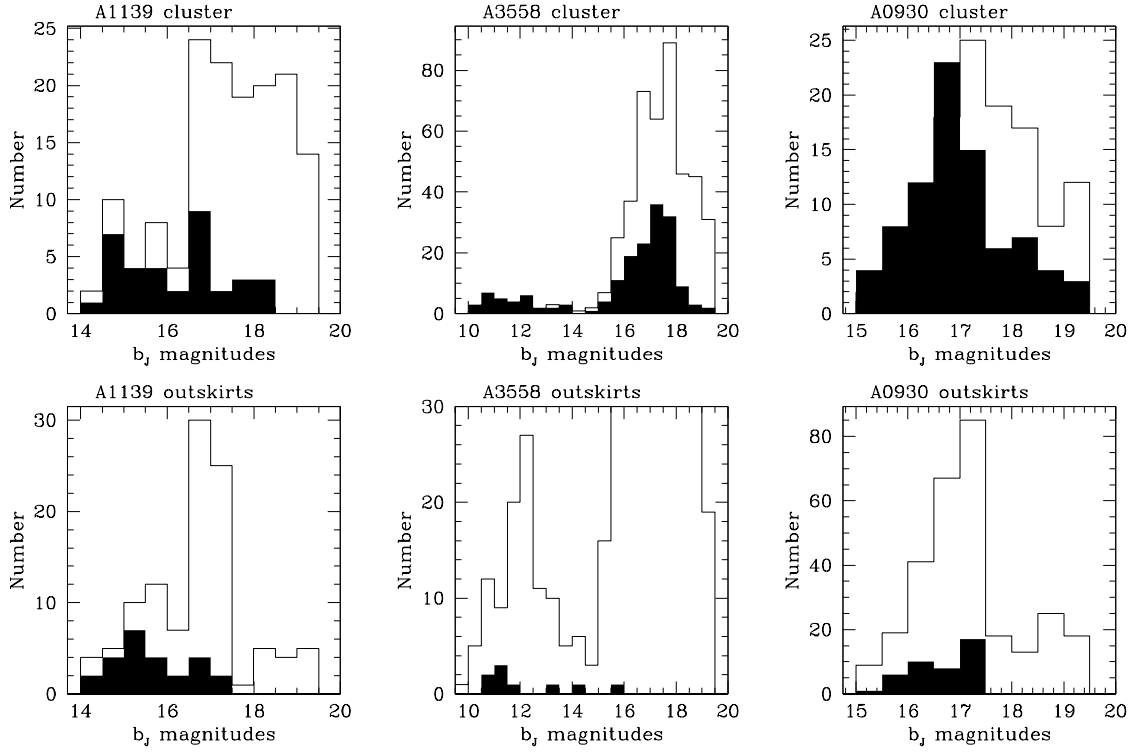 A1139 cluster
A3558 cluster
A0930 cluster
25
20
15
10
5
0
Number
14 16 18 20
b_J magnitudes
80
60
40
20
0
Number
10 12 14 16 18 20
b_J magnitudes
25
20
15
10
5
0
Number
15 16 17 18 19 20
b_J magnitudes
A1139 outskirts
A3558 outskirts
A0930 outskirts
30
20
10
0
Number
14 16 18 20
b_J magnitudes
30
20
10
0
Number
10 12 14 16 18 20
b_J magnitudes
80
60
40
20
0
Number
15 16 17 18 19 20
b_J magnitudes